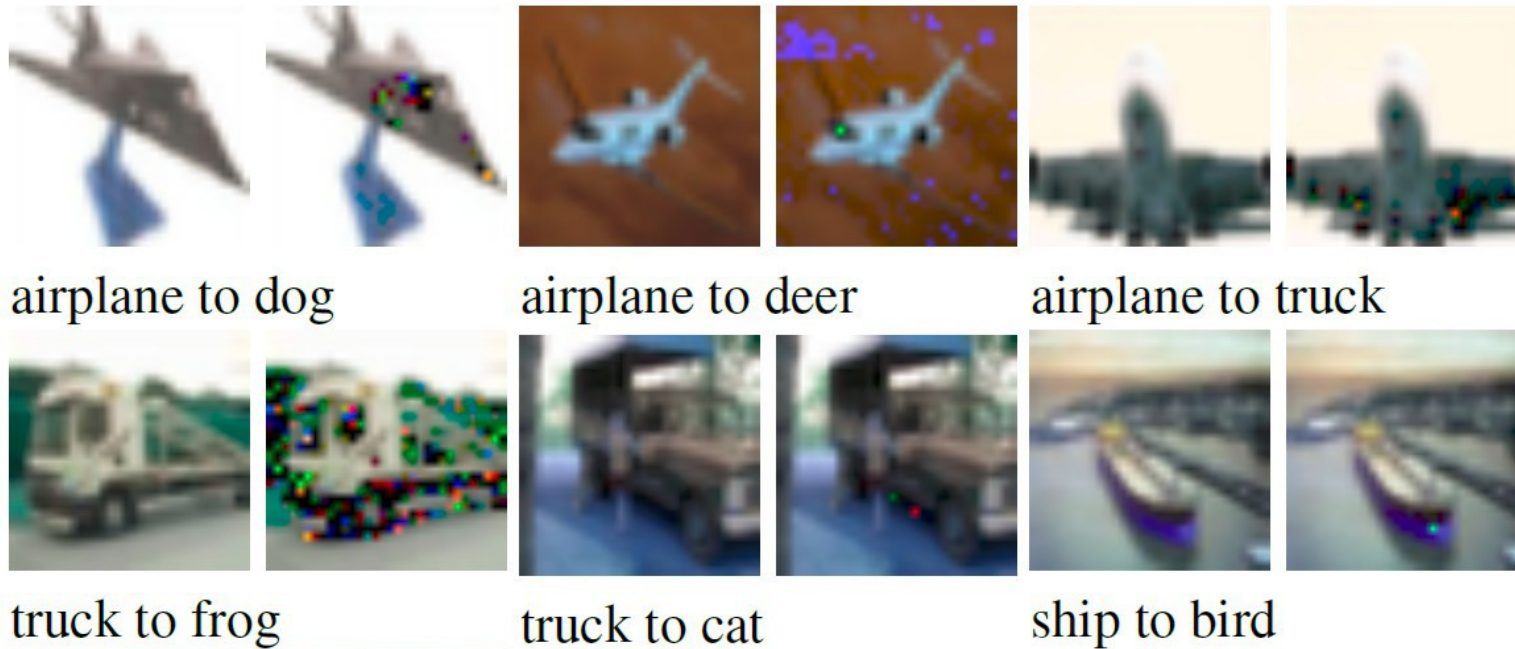 airplane to dog
airplane to deer
airplane to truck
truck to frog
truck to cat
ship to bird